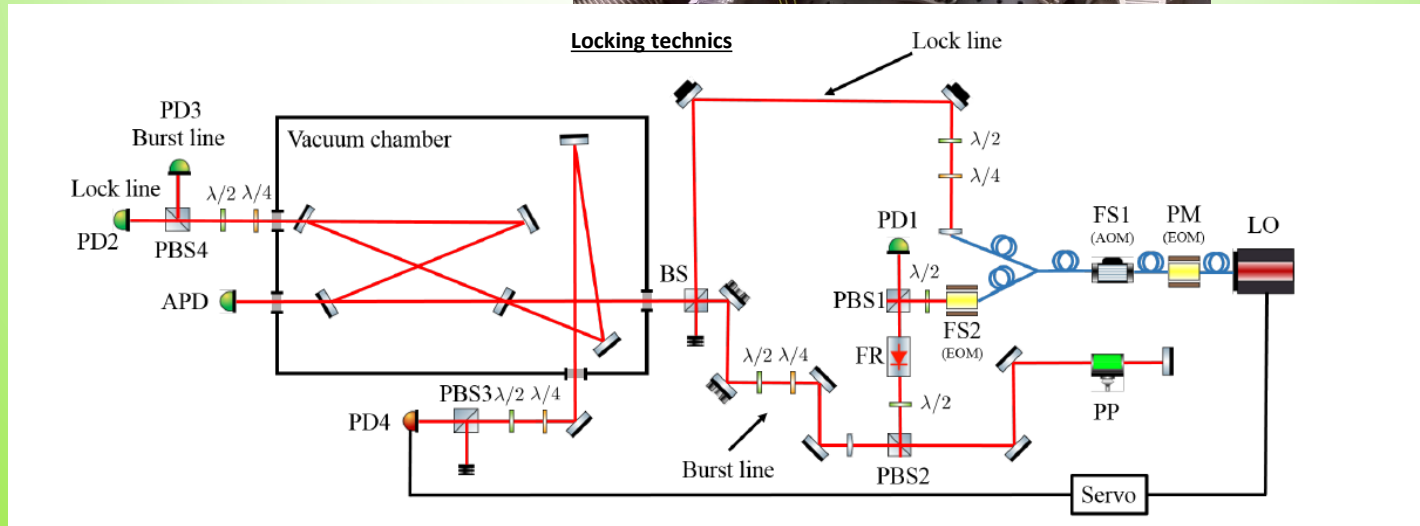 Locking technics
Lock line
PD3
Burst line
Vacuum chamber
λ/2
λ/4
Lock line
λ/2 λ/4
PD2
PBS4
PD1
FS1
(AOM)
PM
(EOM)
LO
APD
BS
λ/2
PBS1
FS2
(EOM)
FR
λ/2 λ/4
PBS3 λ/2 λ/4
λ/2
PP
PD4
Burst line
PBS2
Servo